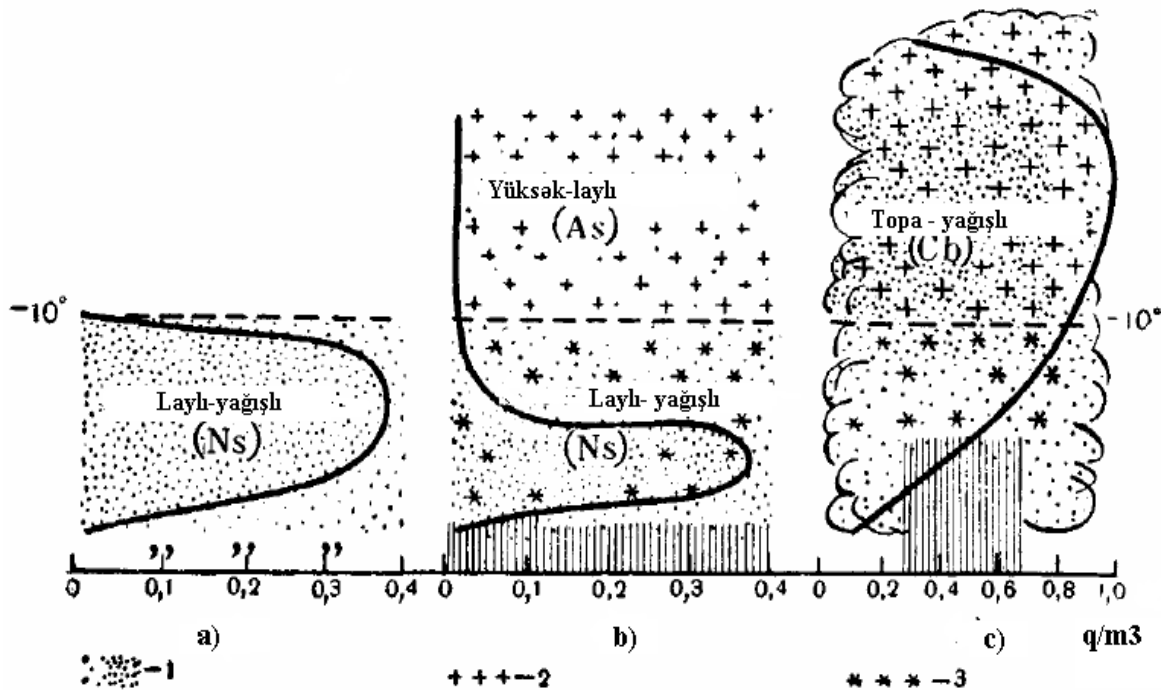 Yüksək-laylı
(As)
Topa - yağışlı
(Cb)
-10°
-10°
Laylı-yağışlı
(Ns)
Laylı- yağışlı
(Ns)
,, ,, ,,
0 0,1 0,2 0,3 0,4
0 0,1 0,2 0,3 0,4
0 0,2 0,4 0,6 0,8 1,0
a) b) c) q/m3
-1 + + + -2 * * * -3